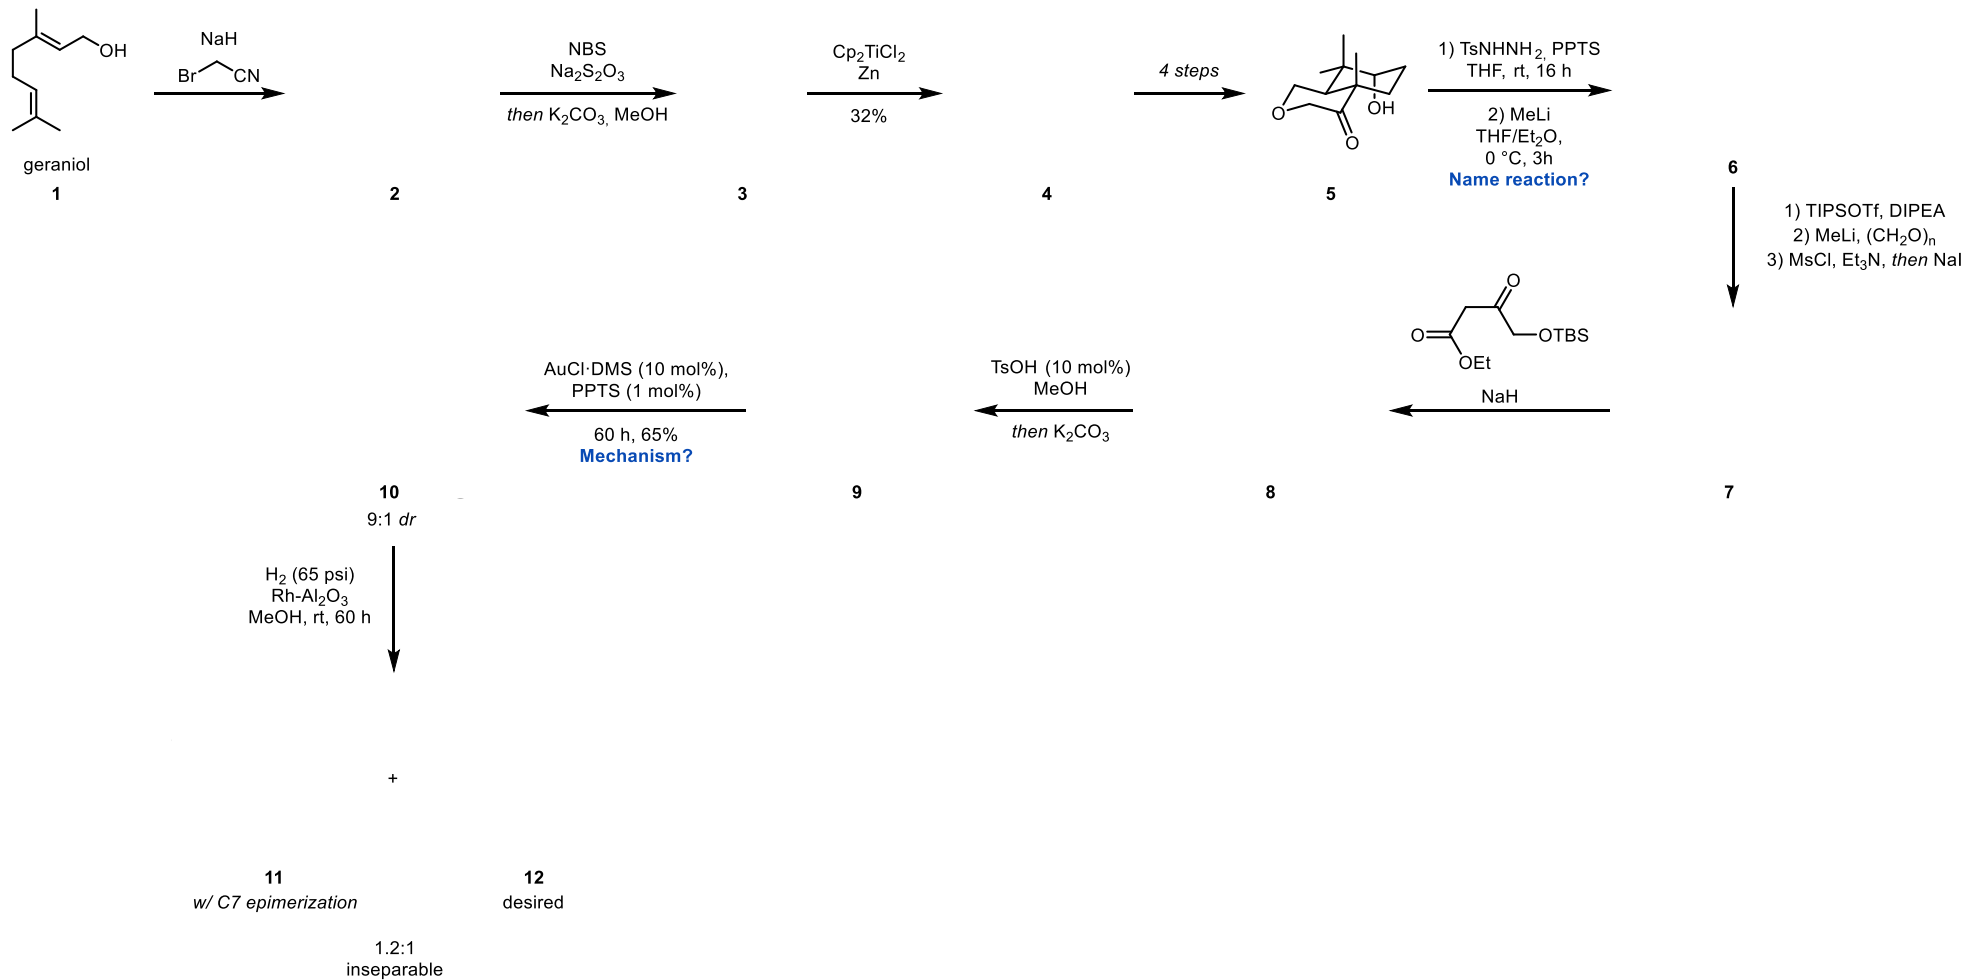 OH
geraniol
1
NaH
Br CN
2
NBS
Na₂S₂O₃
then K₂CO₃, MeOH
3
Cp₂TiCl₂
Zn
32%
4
4 steps
O
OH
O
5
1) TsNHNH₂, PPTS
THF, rt, 16 h
2) MeLi
THF/Et₂O,
0 °C, 3h
Name reaction?
6
1) TIPSOTf, DIPEA
2) MeLi, (CH₂O)ₙ
3) MsCl, Et₃N, then NaI
7
O
O
OTBS
OEt
NaH
8
TsOH (10 mol%)
MeOH
then K₂CO₃
9
AuCl·DMS (10 mol%),
PPTS (1 mol%)
60 h, 65%
Mechanism?
10
9:1 dr
H₂ (65 psi)
Rh-Al₂O₃
MeOH, rt, 60 h
+
11
w/ C7 epimerization
12
desired
1.2:1
inseparable